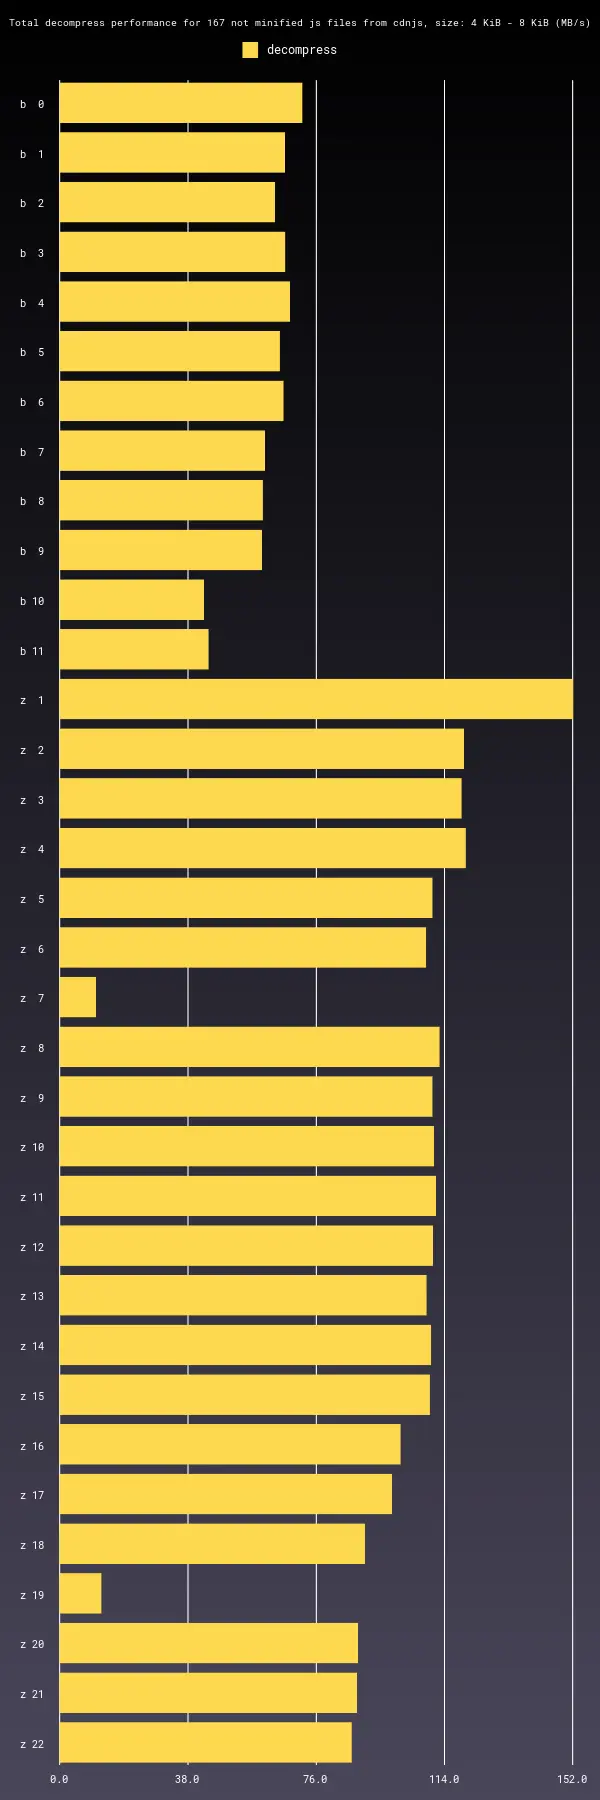 Total decompress performance for 167 not minified js files from cdnjs, size: 4 KiB - 8 KiB (MB/s)
decompress
b 0
b 1
b 2
b 3
b 4
b 5
b 6
b 7
b 8
b 9
b 10
b 11
z 1
z 2
z 3
z 4
z 5
z 6
z 7
z 8
z 9
z 10
z 11
z 12
z 13
z 14
z 15
z 16
z 17
z 18
z 19
z 20
z 21
z 22
0.0 38.0 76.0 114.0 152.0